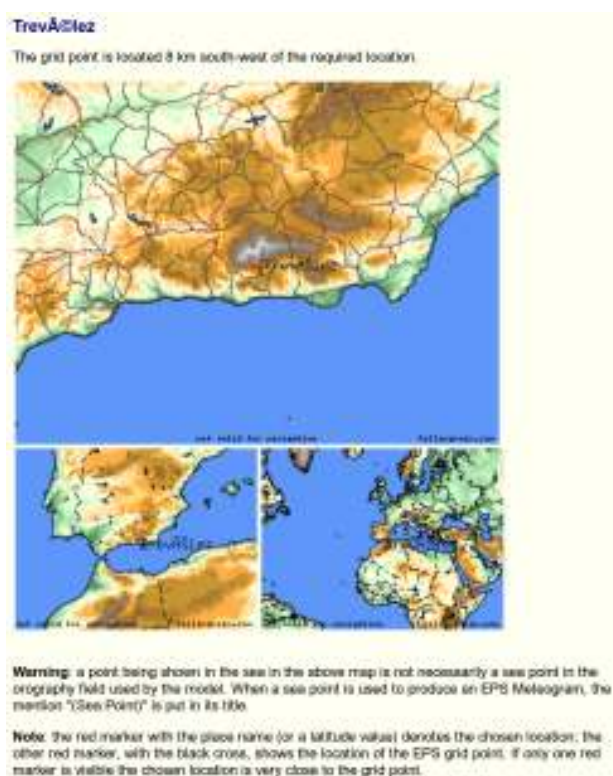 TrevÃ©lez
The grid point is located 8 km south-west of the required location.
not valid for navigation
Warning: a point being shown in the sea in the above map is not necessarily a sea point in the
orography field used by the model. When a sea point is used to produce an EPS Meteogram, the
mention "(Sea Point)" is put in its title.
Note: the red marker with the place name (or a latitude value) denotes the chosen location; the
other red marker, with the black cross, shows the location of the EPS grid point. If only one red
marker is visible the chosen location is very close to the grid point.